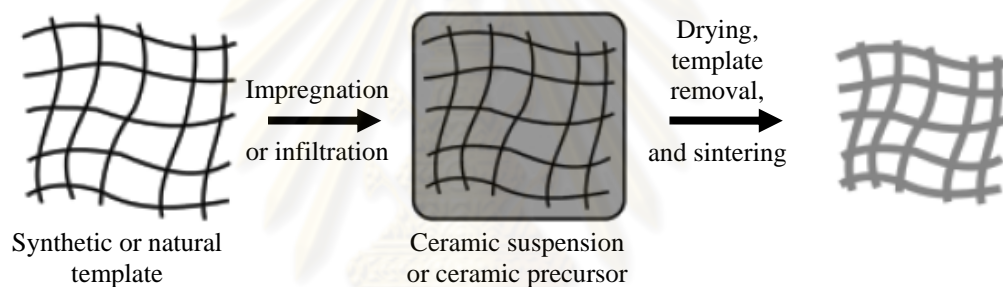 Impregnation
or infiltration
Drying,
template
removal,
and sintering
Synthetic or natural
template
Ceramic suspension
or ceramic precursor